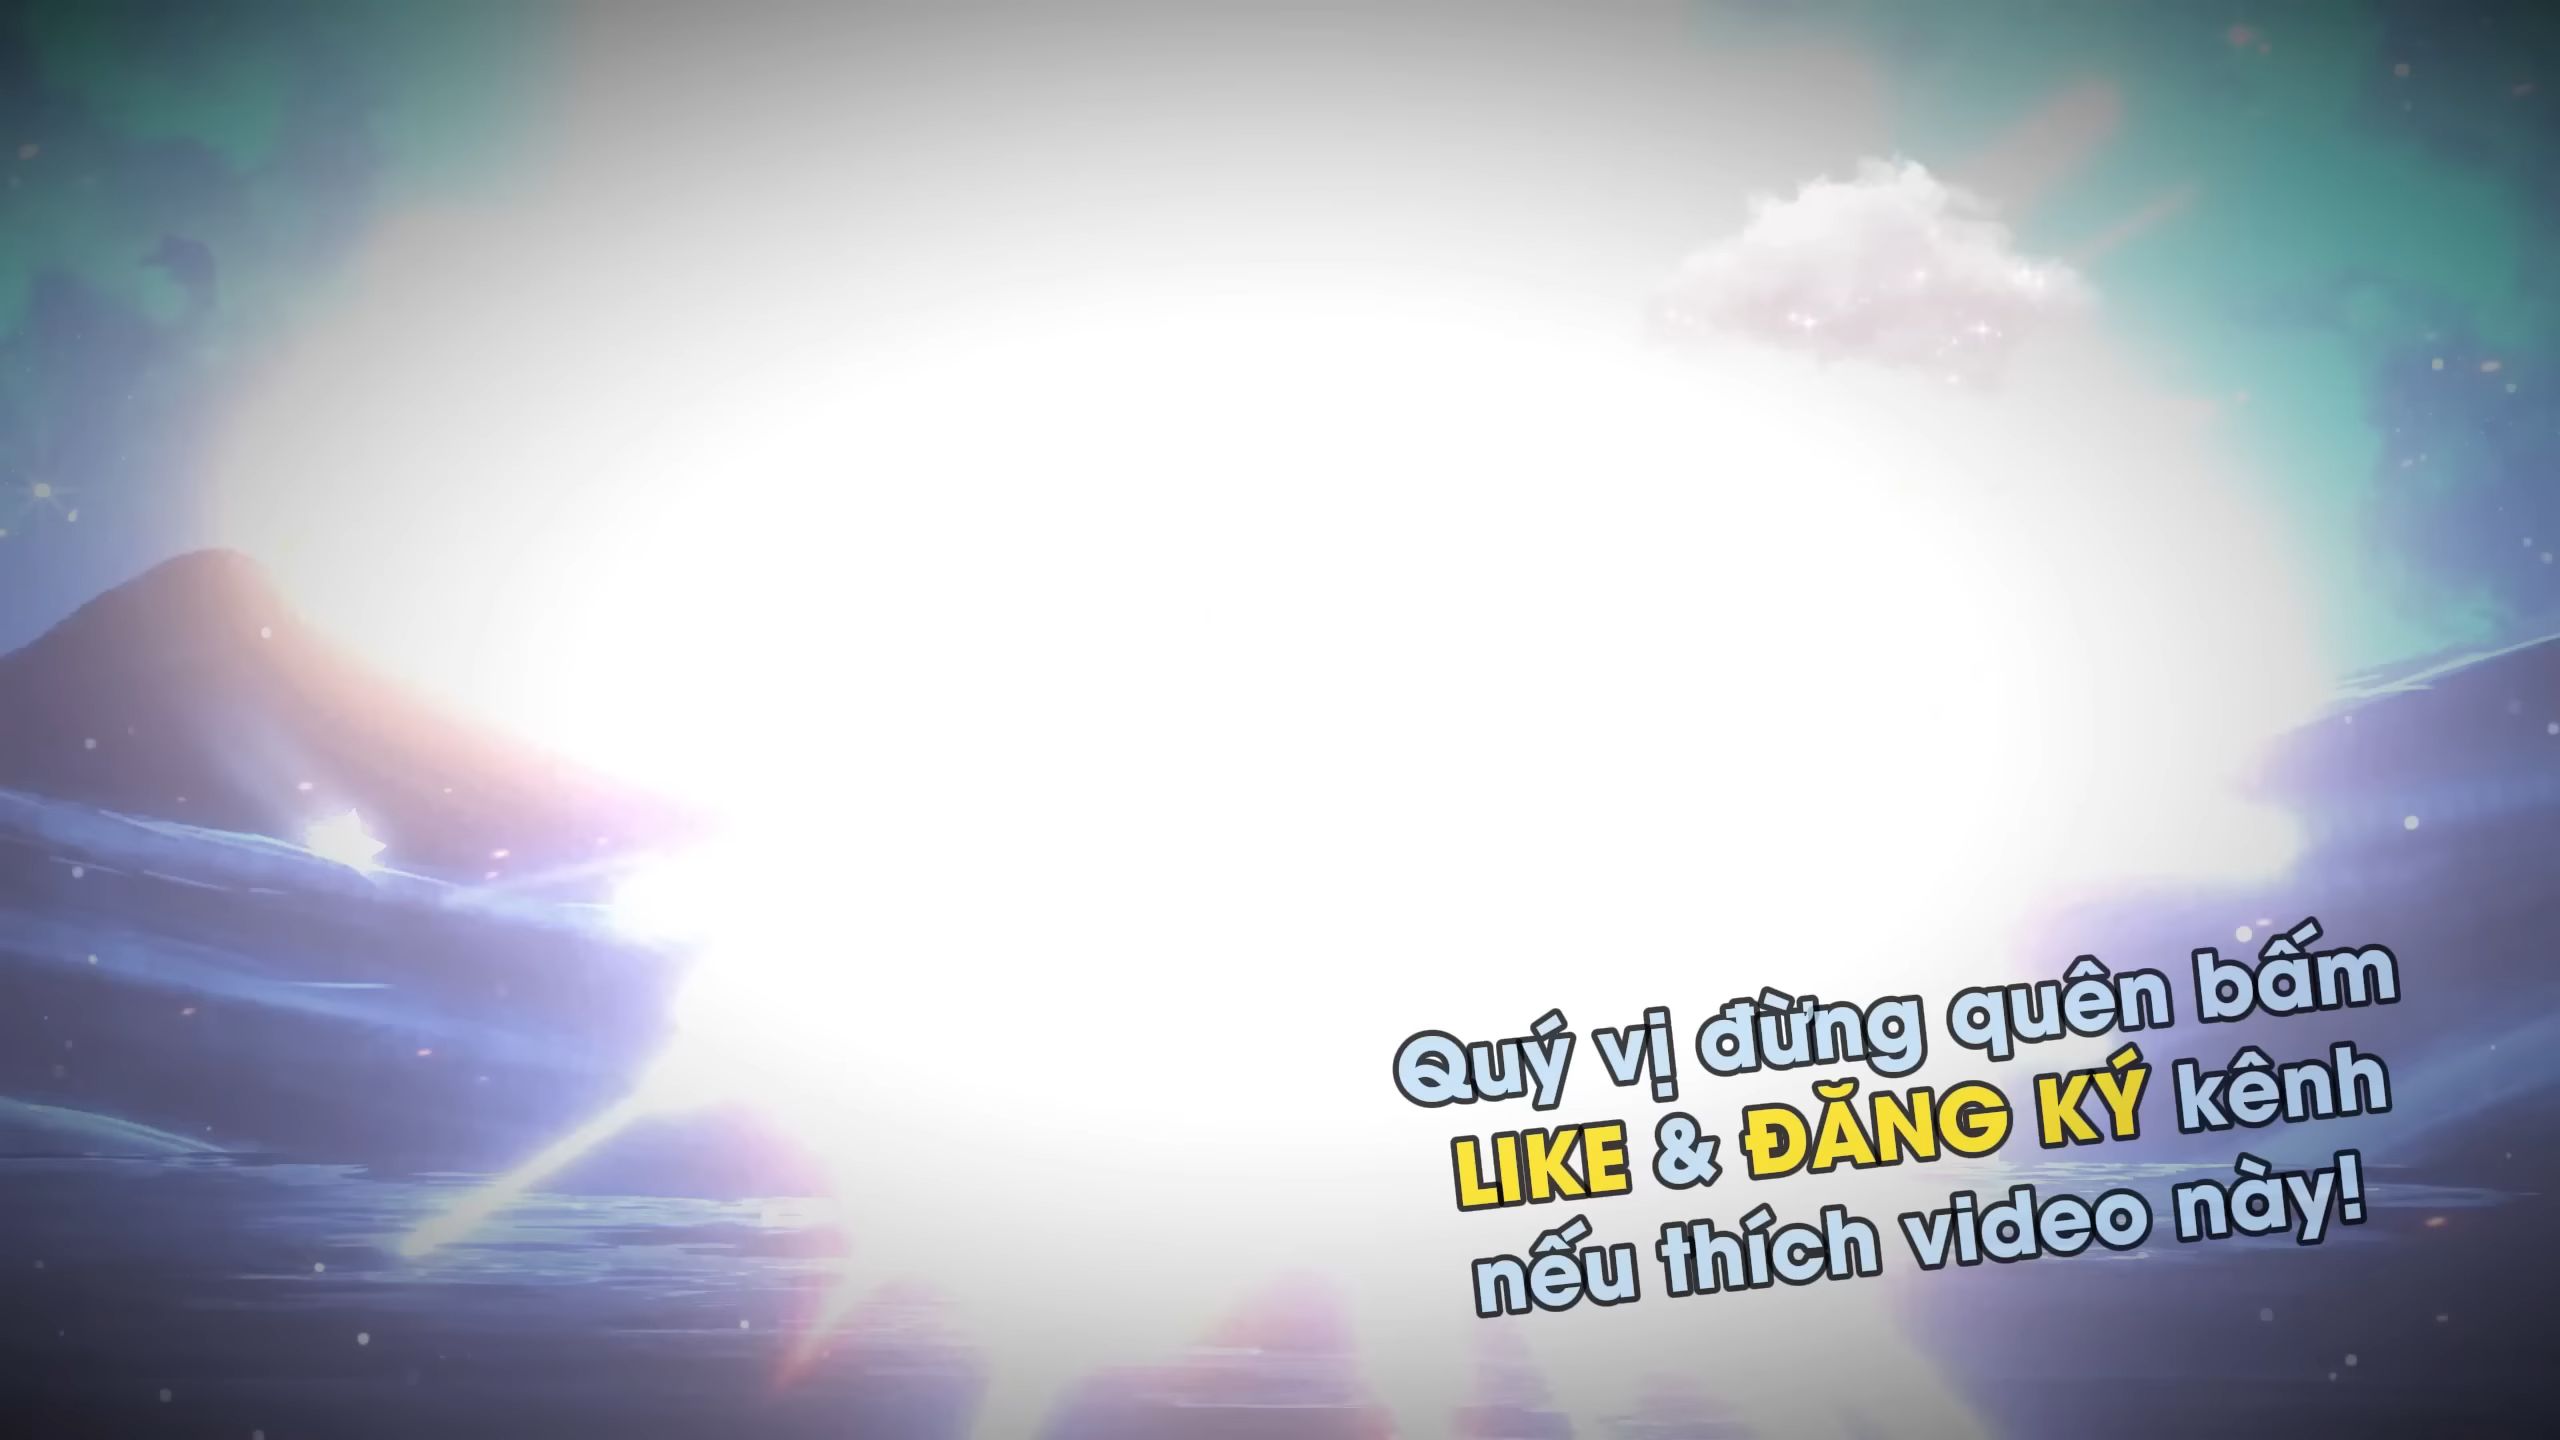 Quý vị đừng quên bấm
LIKE & ĐĂNG KÝ kênh
nếu thích video này!